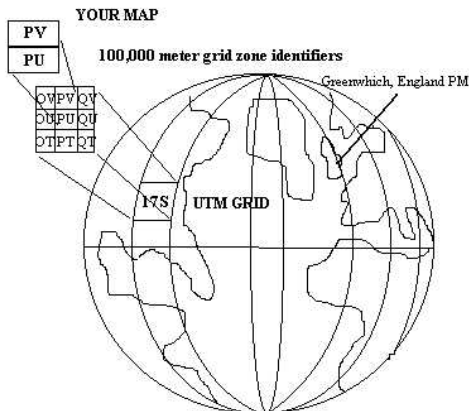 YOUR MAP
PV
PU
100,000 meter grid zone identifiers
Greenwhich, England PM
OV PV QV
OU PU QU
OT PT QT
17S
UTM GRID